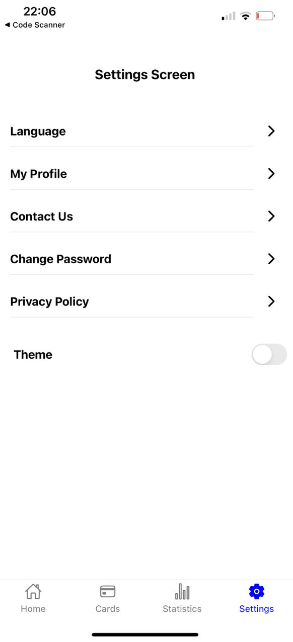 22:06
◀ Code Scanner
Settings Screen
Language
My Profile
Contact Us
Change Password
Privacy Policy
Theme
Home
Cards
Statistics
Settings